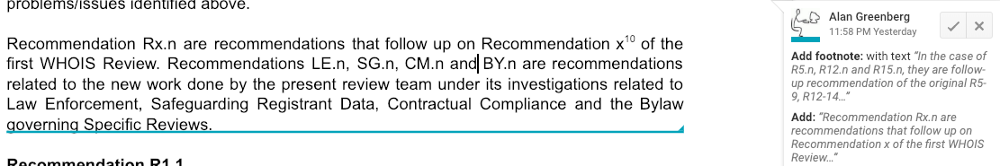 problems/issues identified above.
Recommendation Rx.n are recommendations that follow up on Recommendation x10 of the
first WHOIS Review. Recommendations LE.n, SG.n, CM.n and BY.n are recommendations
related to the new work done by the present review team under its investigations related to
Law Enforcement, Safeguarding Registrant Data, Contractual Compliance and the Bylaw
governing Specific Reviews.
Recommendation R1.1
Alan Greenberg
11:58 PM Yesterday
Add footnote: with text “In the case of
R5.n, R12.n and R15.n, they are follow-
up recommendation of the original R5-
9, R12-14…”
Add: “Recommendation Rx.n are
recommendations that follow up on
Recommendation x of the first WHOIS
Review…”